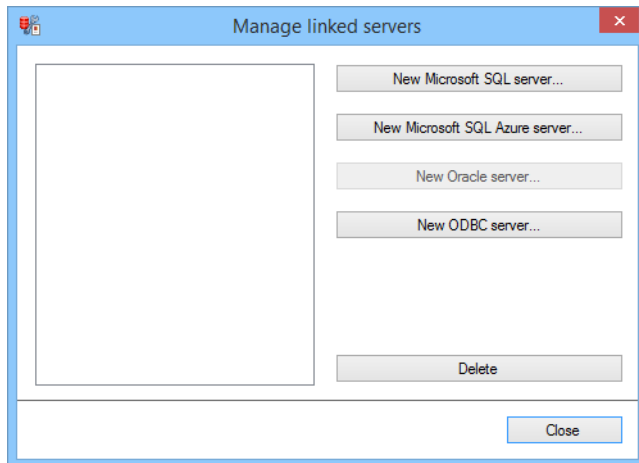 Manage linked servers
New Microsoft SQL server...
New Microsoft SQL Azure server...
New Oracle server...
New ODBC server...
Delete
Close